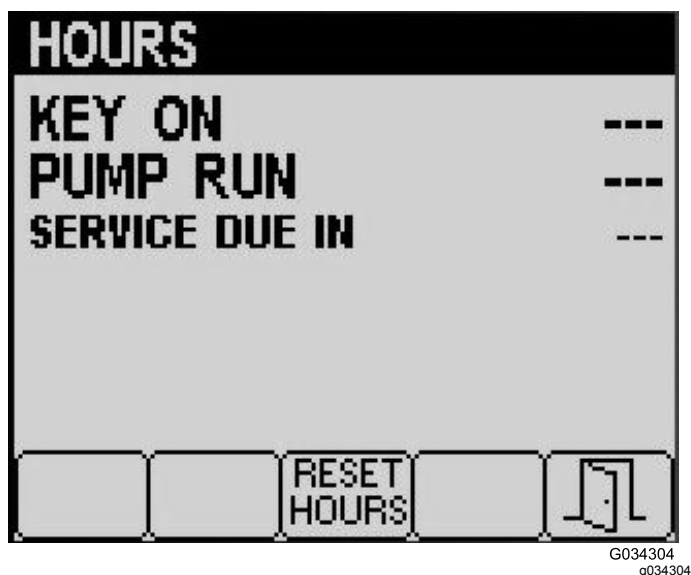 HOURS
KEY ON ---
PUMP RUN ---
SERVICE DUE IN ---
RESET
HOURS
G034304
g034304